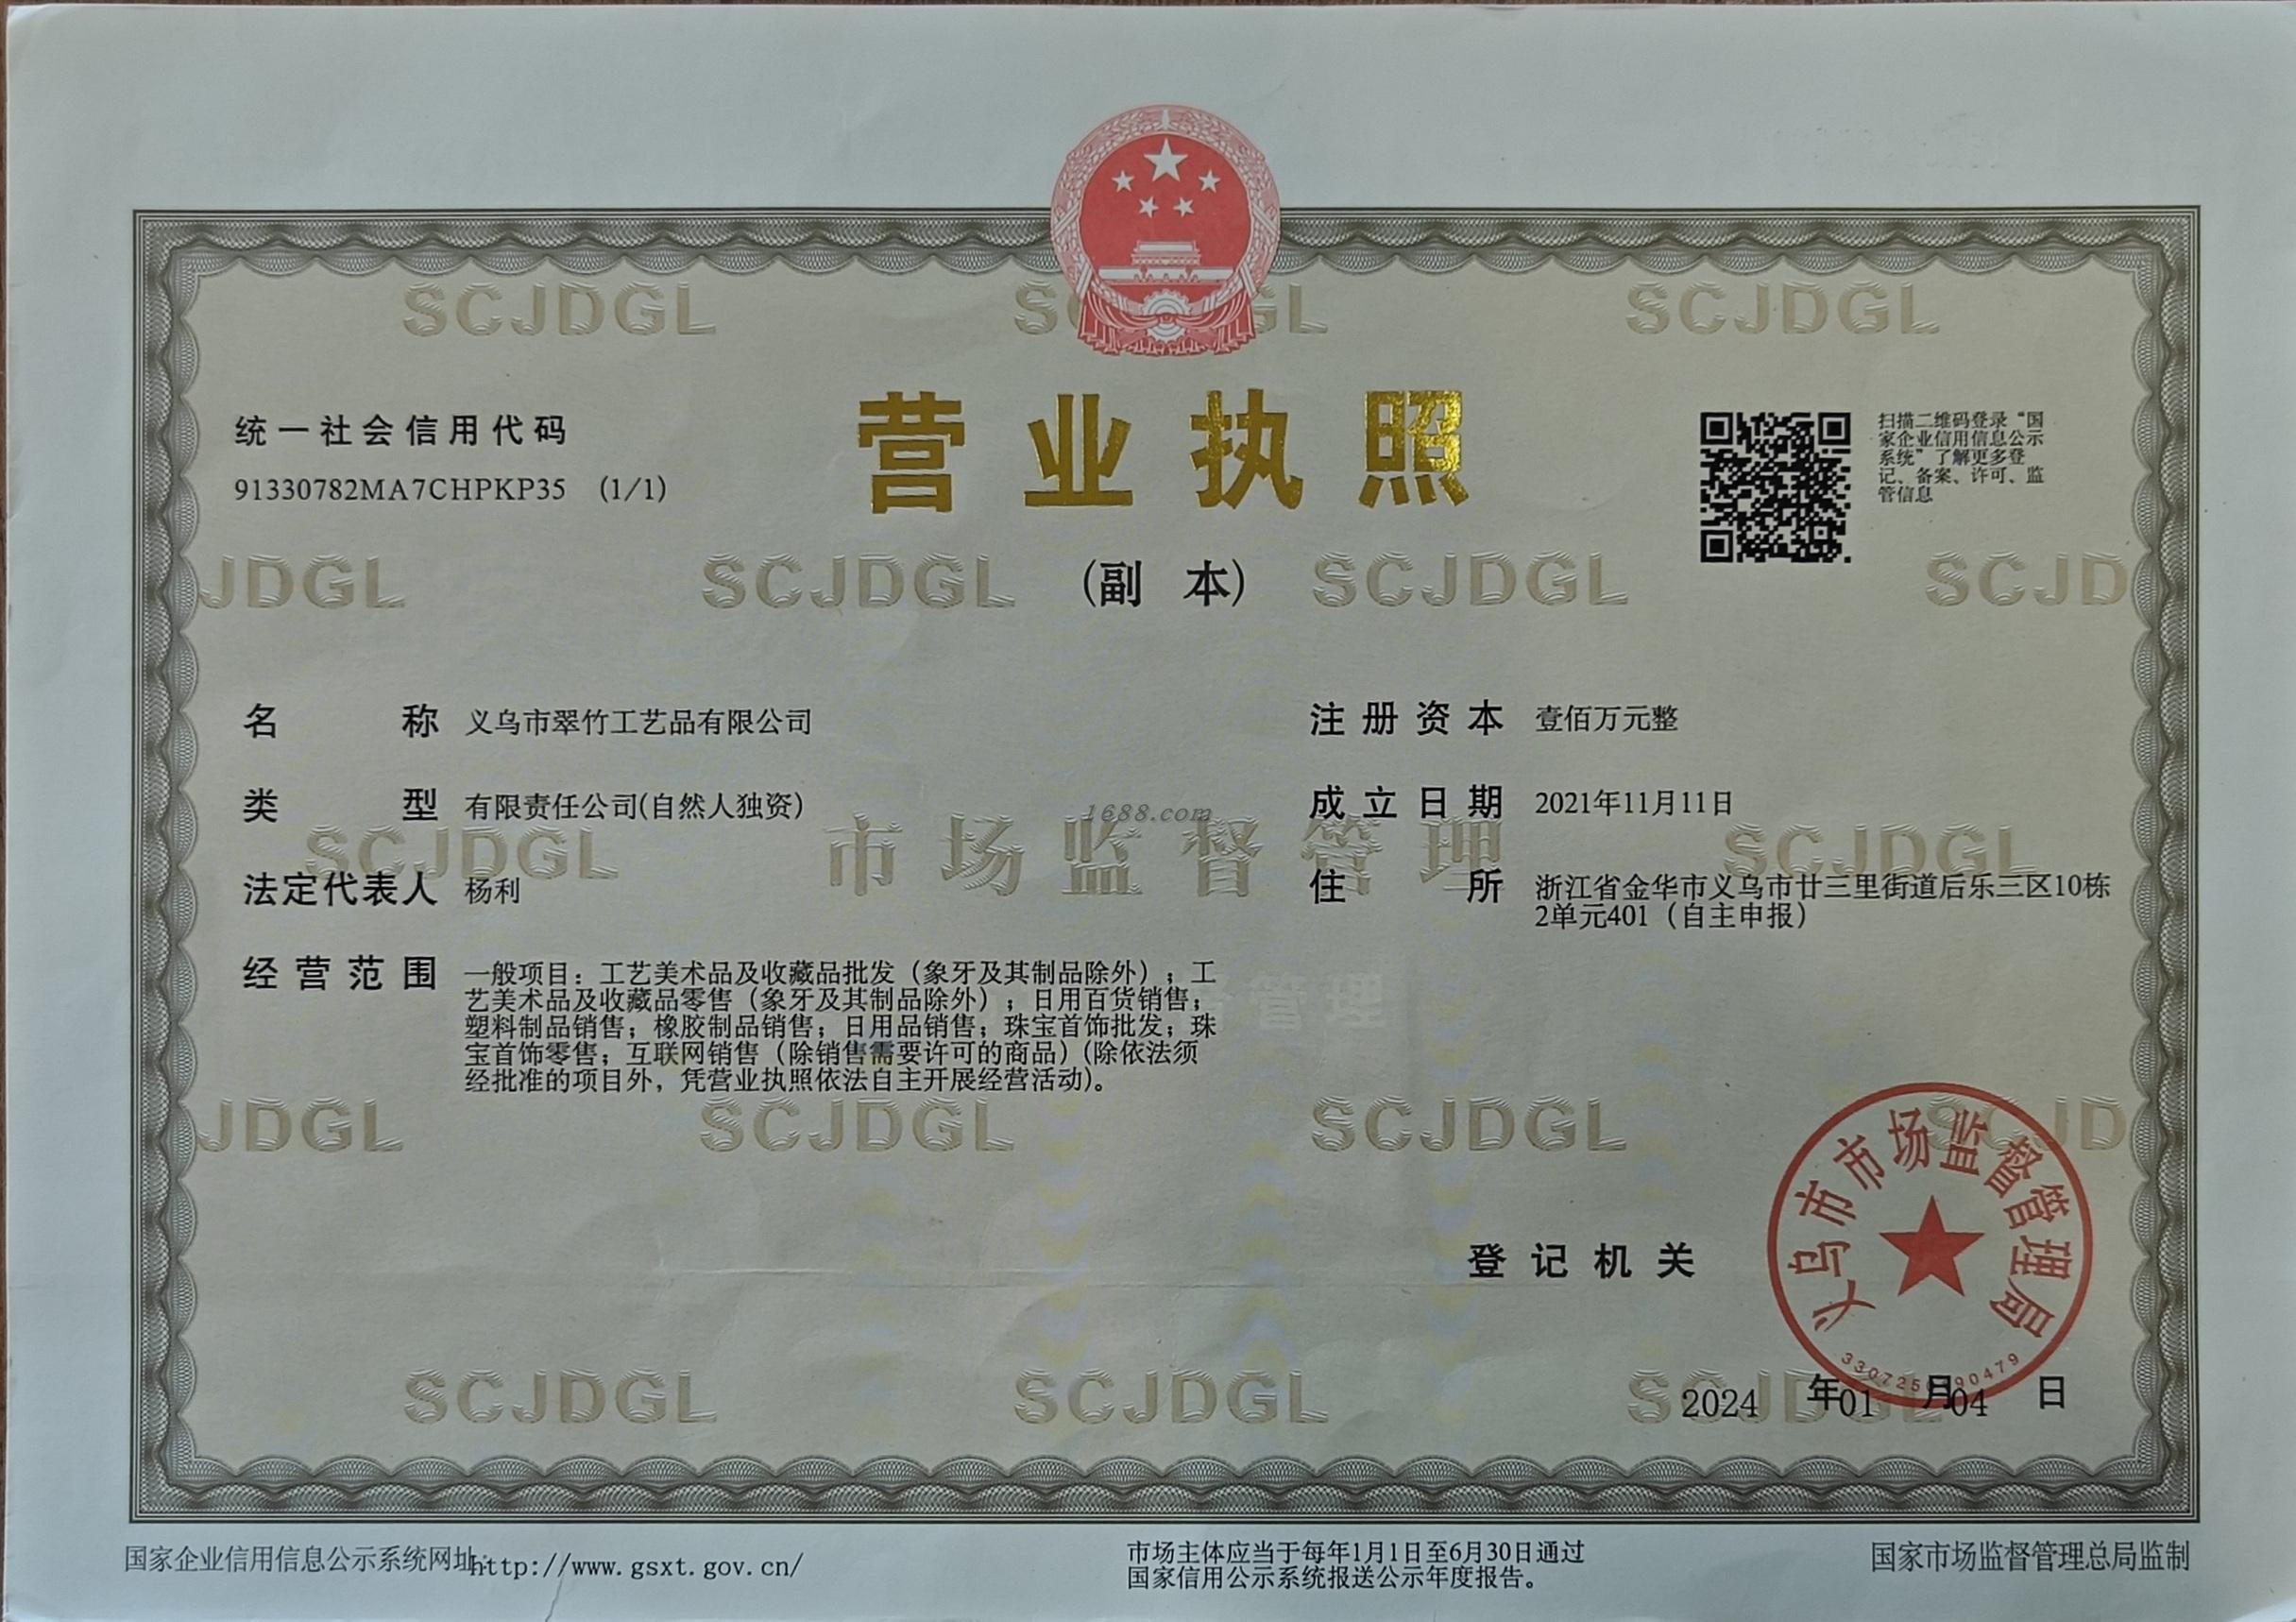 统一社会信用代码
91330782MA7CHPKP35 (1/1)
营业执照
(副 本)
扫描二维码登录“国
家企业信用信息公示
系统”了解更多登
记、备案、许可、监
管信息
名 称 义乌市翠竹工艺品有限公司
注册资本 壹佰万元整
类 型 有限责任公司(自然人独资)
成立日期 2021年11月11日
法定代表人 杨利
住 所 浙江省金华市义乌市廿三里街道后乐三区10栋
2单元401（自主申报）
经营范围 一般项目：工艺美术品及收藏品批发（象牙及其制品除外）；工
艺美术品及收藏品零售（象牙及其制品除外）；日用百货销售；
塑料制品销售；橡胶制品销售；日用品销售；珠宝首饰批发；珠
宝首饰零售；互联网销售（除销售需要许可的商品）(除依法须
经批准的项目外，凭营业执照依法自主开展经营活动)。
1688.com
市场监督管理
SCJDGL SCJDGL
SCJDGL SCJDGL SCJD
SCJDGL SCJDGL
JDGL SCJDGL SCJDGL
SCJDGL SCJDGL
登记机关
义乌市市场监督管理局
2024 年01 月04 日
国家企业信用信息公示系统网址:http://www.gsxt.gov.cn/
市场主体应当于每年1月1日至6月30日通过
国家信用公示系统报送公示年度报告。
国家市场监督管理总局监制